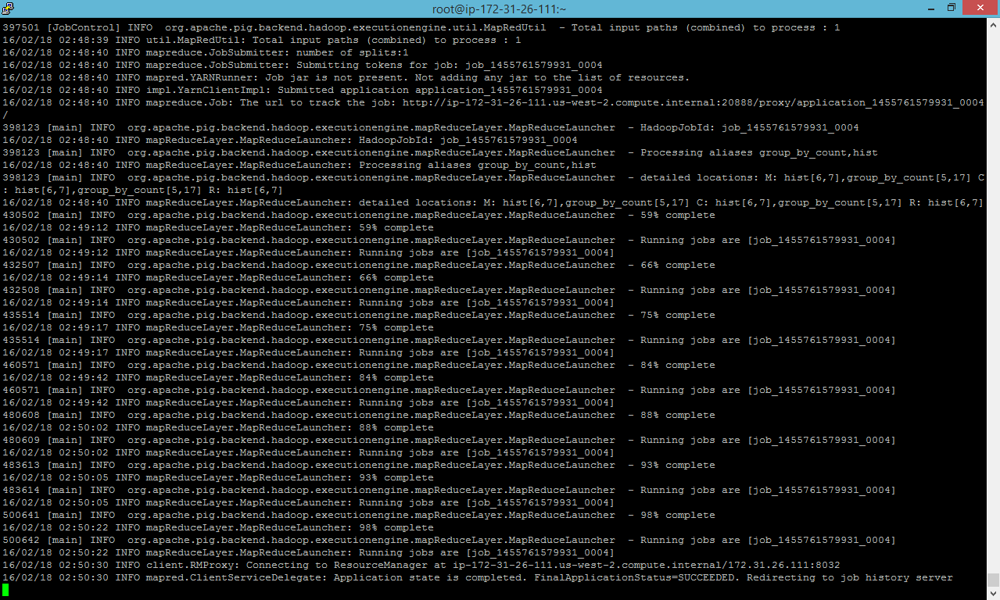 root@ip-172-31-26-111:~
397501 [JobControl] INFO  org.apache.pig.backend.hadoop.executionengine.util.MapRedUtil  - Total input paths (combined) to process : 1
16/02/18 02:48:39 INFO util.MapRedUtil: Total input paths (combined) to process : 1
16/02/18 02:48:40 INFO mapreduce.JobSubmitter: number of splits:1
16/02/18 02:48:40 INFO mapreduce.JobSubmitter: Submitting tokens for job: job_1455761579931_0004
16/02/18 02:48:40 INFO mapred.YARNRunner: Job jar is not present. Not adding any jar to the list of resources.
16/02/18 02:48:40 INFO impl.YarnClientImpl: Submitted application application_1455761579931_0004
16/02/18 02:48:40 INFO mapreduce.Job: The url to track the job: http://ip-172-31-26-111.us-west-2.compute.internal:20888/proxy/application_1455761579931_0004
/
398123 [main] INFO  org.apache.pig.backend.hadoop.executionengine.mapReduceLayer.MapReduceLauncher  - HadoopJobId: job_1455761579931_0004
16/02/18 02:48:40 INFO mapReduceLayer.MapReduceLauncher: HadoopJobId: job_1455761579931_0004
398123 [main] INFO  org.apache.pig.backend.hadoop.executionengine.mapReduceLayer.MapReduceLauncher  - Processing aliases group_by_count,hist
16/02/18 02:48:40 INFO mapReduceLayer.MapReduceLauncher: Processing aliases group_by_count,hist
398123 [main] INFO  org.apache.pig.backend.hadoop.executionengine.mapReduceLayer.MapReduceLauncher  - detailed locations: M: hist[6,7],group_by_count[5,17] C
: hist[6,7],group_by_count[5,17] R: hist[6,7]
16/02/18 02:48:40 INFO mapReduceLayer.MapReduceLauncher: detailed locations: M: hist[6,7],group_by_count[5,17] C: hist[6,7],group_by_count[5,17] R: hist[6,7]
430502 [main] INFO  org.apache.pig.backend.hadoop.executionengine.mapReduceLayer.MapReduceLauncher  - 59% complete
16/02/18 02:49:12 INFO mapReduceLayer.MapReduceLauncher: 59% complete
430502 [main] INFO  org.apache.pig.backend.hadoop.executionengine.mapReduceLayer.MapReduceLauncher  - Running jobs are [job_1455761579931_0004]
16/02/18 02:49:12 INFO mapReduceLayer.MapReduceLauncher: Running jobs are [job_1455761579931_0004]
432507 [main] INFO  org.apache.pig.backend.hadoop.executionengine.mapReduceLayer.MapReduceLauncher  - 66% complete
16/02/18 02:49:14 INFO mapReduceLayer.MapReduceLauncher: 66% complete
432508 [main] INFO  org.apache.pig.backend.hadoop.executionengine.mapReduceLayer.MapReduceLauncher  - Running jobs are [job_1455761579931_0004]
16/02/18 02:49:14 INFO mapReduceLayer.MapReduceLauncher: Running jobs are [job_1455761579931_0004]
435514 [main] INFO  org.apache.pig.backend.hadoop.executionengine.mapReduceLayer.MapReduceLauncher  - 75% complete
16/02/18 02:49:17 INFO mapReduceLayer.MapReduceLauncher: 75% complete
435514 [main] INFO  org.apache.pig.backend.hadoop.executionengine.mapReduceLayer.MapReduceLauncher  - Running jobs are [job_1455761579931_0004]
16/02/18 02:49:17 INFO mapReduceLayer.MapReduceLauncher: Running jobs are [job_1455761579931_0004]
460571 [main] INFO  org.apache.pig.backend.hadoop.executionengine.mapReduceLayer.MapReduceLauncher  - 84% complete
16/02/18 02:49:42 INFO mapReduceLayer.MapReduceLauncher: 84% complete
460571 [main] INFO  org.apache.pig.backend.hadoop.executionengine.mapReduceLayer.MapReduceLauncher  - Running jobs are [job_1455761579931_0004]
16/02/18 02:49:42 INFO mapReduceLayer.MapReduceLauncher: Running jobs are [job_1455761579931_0004]
480608 [main] INFO  org.apache.pig.backend.hadoop.executionengine.mapReduceLayer.MapReduceLauncher  - 88% complete
16/02/18 02:50:02 INFO mapReduceLayer.MapReduceLauncher: 88% complete
480609 [main] INFO  org.apache.pig.backend.hadoop.executionengine.mapReduceLayer.MapReduceLauncher  - Running jobs are [job_1455761579931_0004]
16/02/18 02:50:02 INFO mapReduceLayer.MapReduceLauncher: Running jobs are [job_1455761579931_0004]
483613 [main] INFO  org.apache.pig.backend.hadoop.executionengine.mapReduceLayer.MapReduceLauncher  - 93% complete
16/02/18 02:50:05 INFO mapReduceLayer.MapReduceLauncher: 93% complete
483614 [main] INFO  org.apache.pig.backend.hadoop.executionengine.mapReduceLayer.MapReduceLauncher  - Running jobs are [job_1455761579931_0004]
16/02/18 02:50:05 INFO mapReduceLayer.MapReduceLauncher: Running jobs are [job_1455761579931_0004]
500641 [main] INFO  org.apache.pig.backend.hadoop.executionengine.mapReduceLayer.MapReduceLauncher  - 98% complete
16/02/18 02:50:22 INFO mapReduceLayer.MapReduceLauncher: 98% complete
500642 [main] INFO  org.apache.pig.backend.hadoop.executionengine.mapReduceLayer.MapReduceLauncher  - Running jobs are [job_1455761579931_0004]
16/02/18 02:50:22 INFO mapReduceLayer.MapReduceLauncher: Running jobs are [job_1455761579931_0004]
16/02/18 02:50:30 INFO client.RMProxy: Connecting to ResourceManager at ip-172-31-26-111.us-west-2.compute.internal/172.31.26.111:8032
16/02/18 02:50:30 INFO mapred.ClientServiceDelegate: Application state is completed. FinalApplicationStatus=SUCCEEDED. Redirecting to job history server